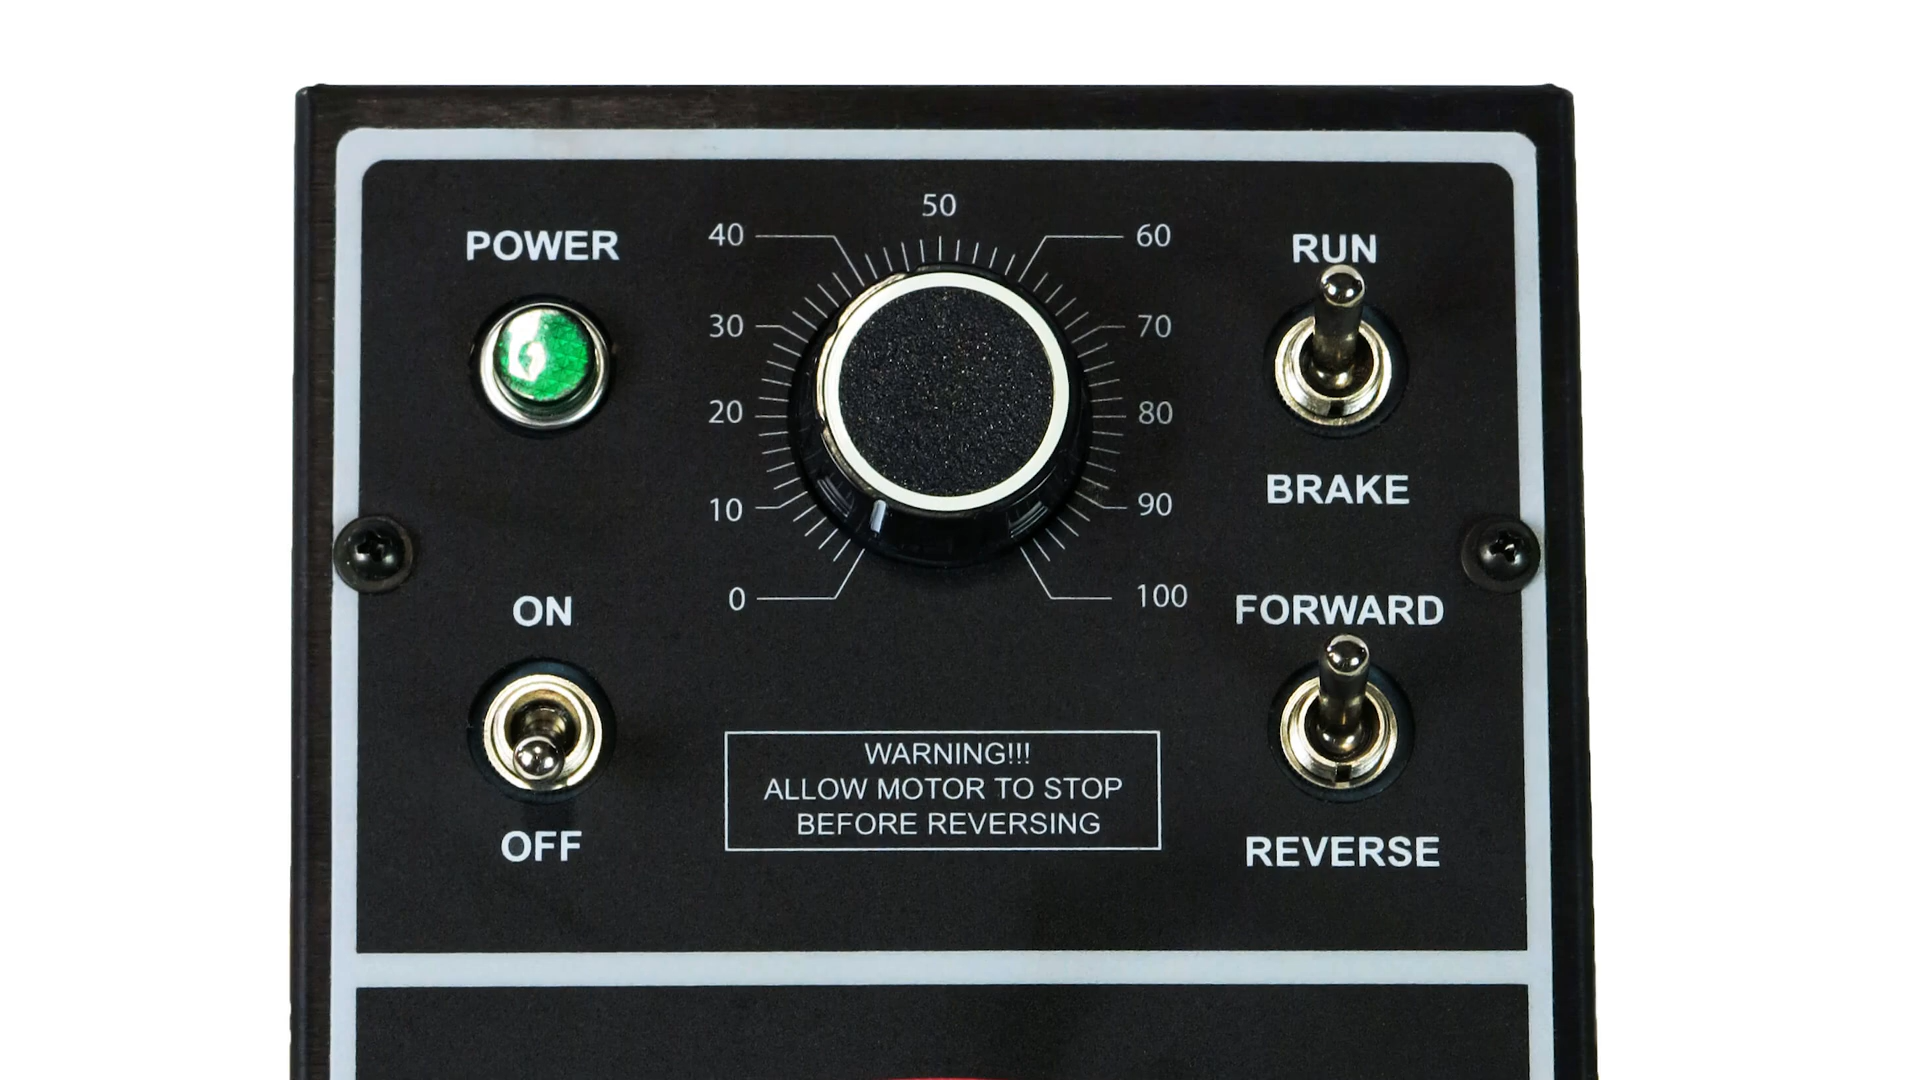 POWER
ON
OFF
50
40
60
30
70
20
80
10
90
0
100
RUN
BRAKE
FORWARD
REVERSE
WARNING!!!
ALLOW MOTOR TO STOP
BEFORE REVERSING